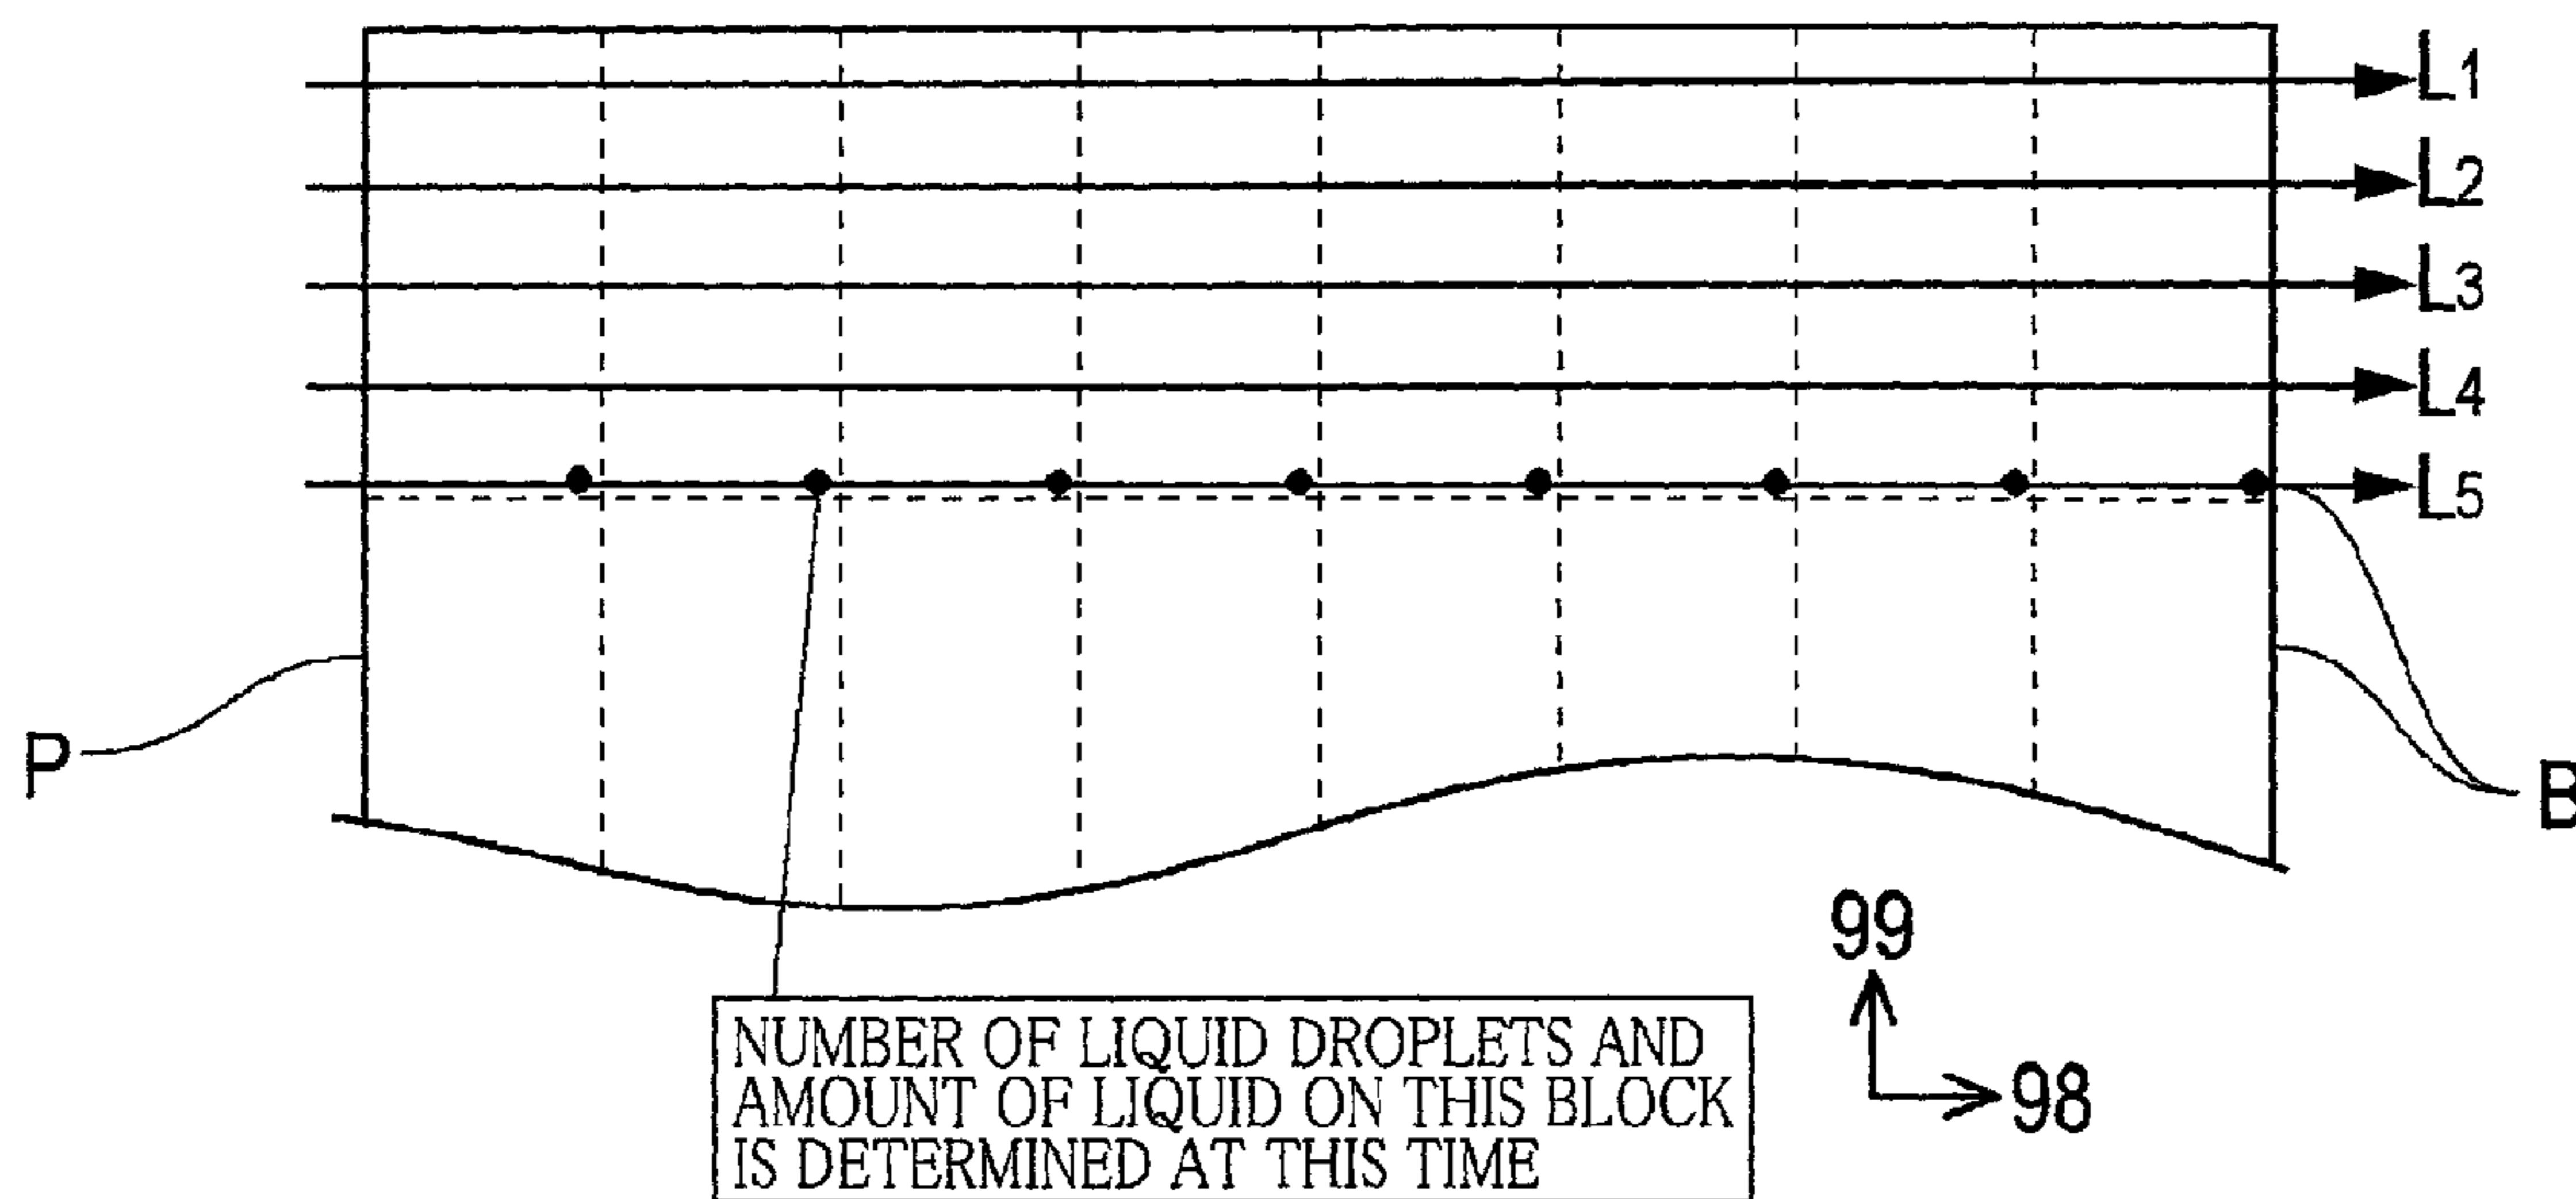 L1
L2
L3
L4
L5
P
B
99
98
NUMBER OF LIQUID DROPLETS AND
AMOUNT OF LIQUID ON THIS BLOCK
IS DETERMINED AT THIS TIME